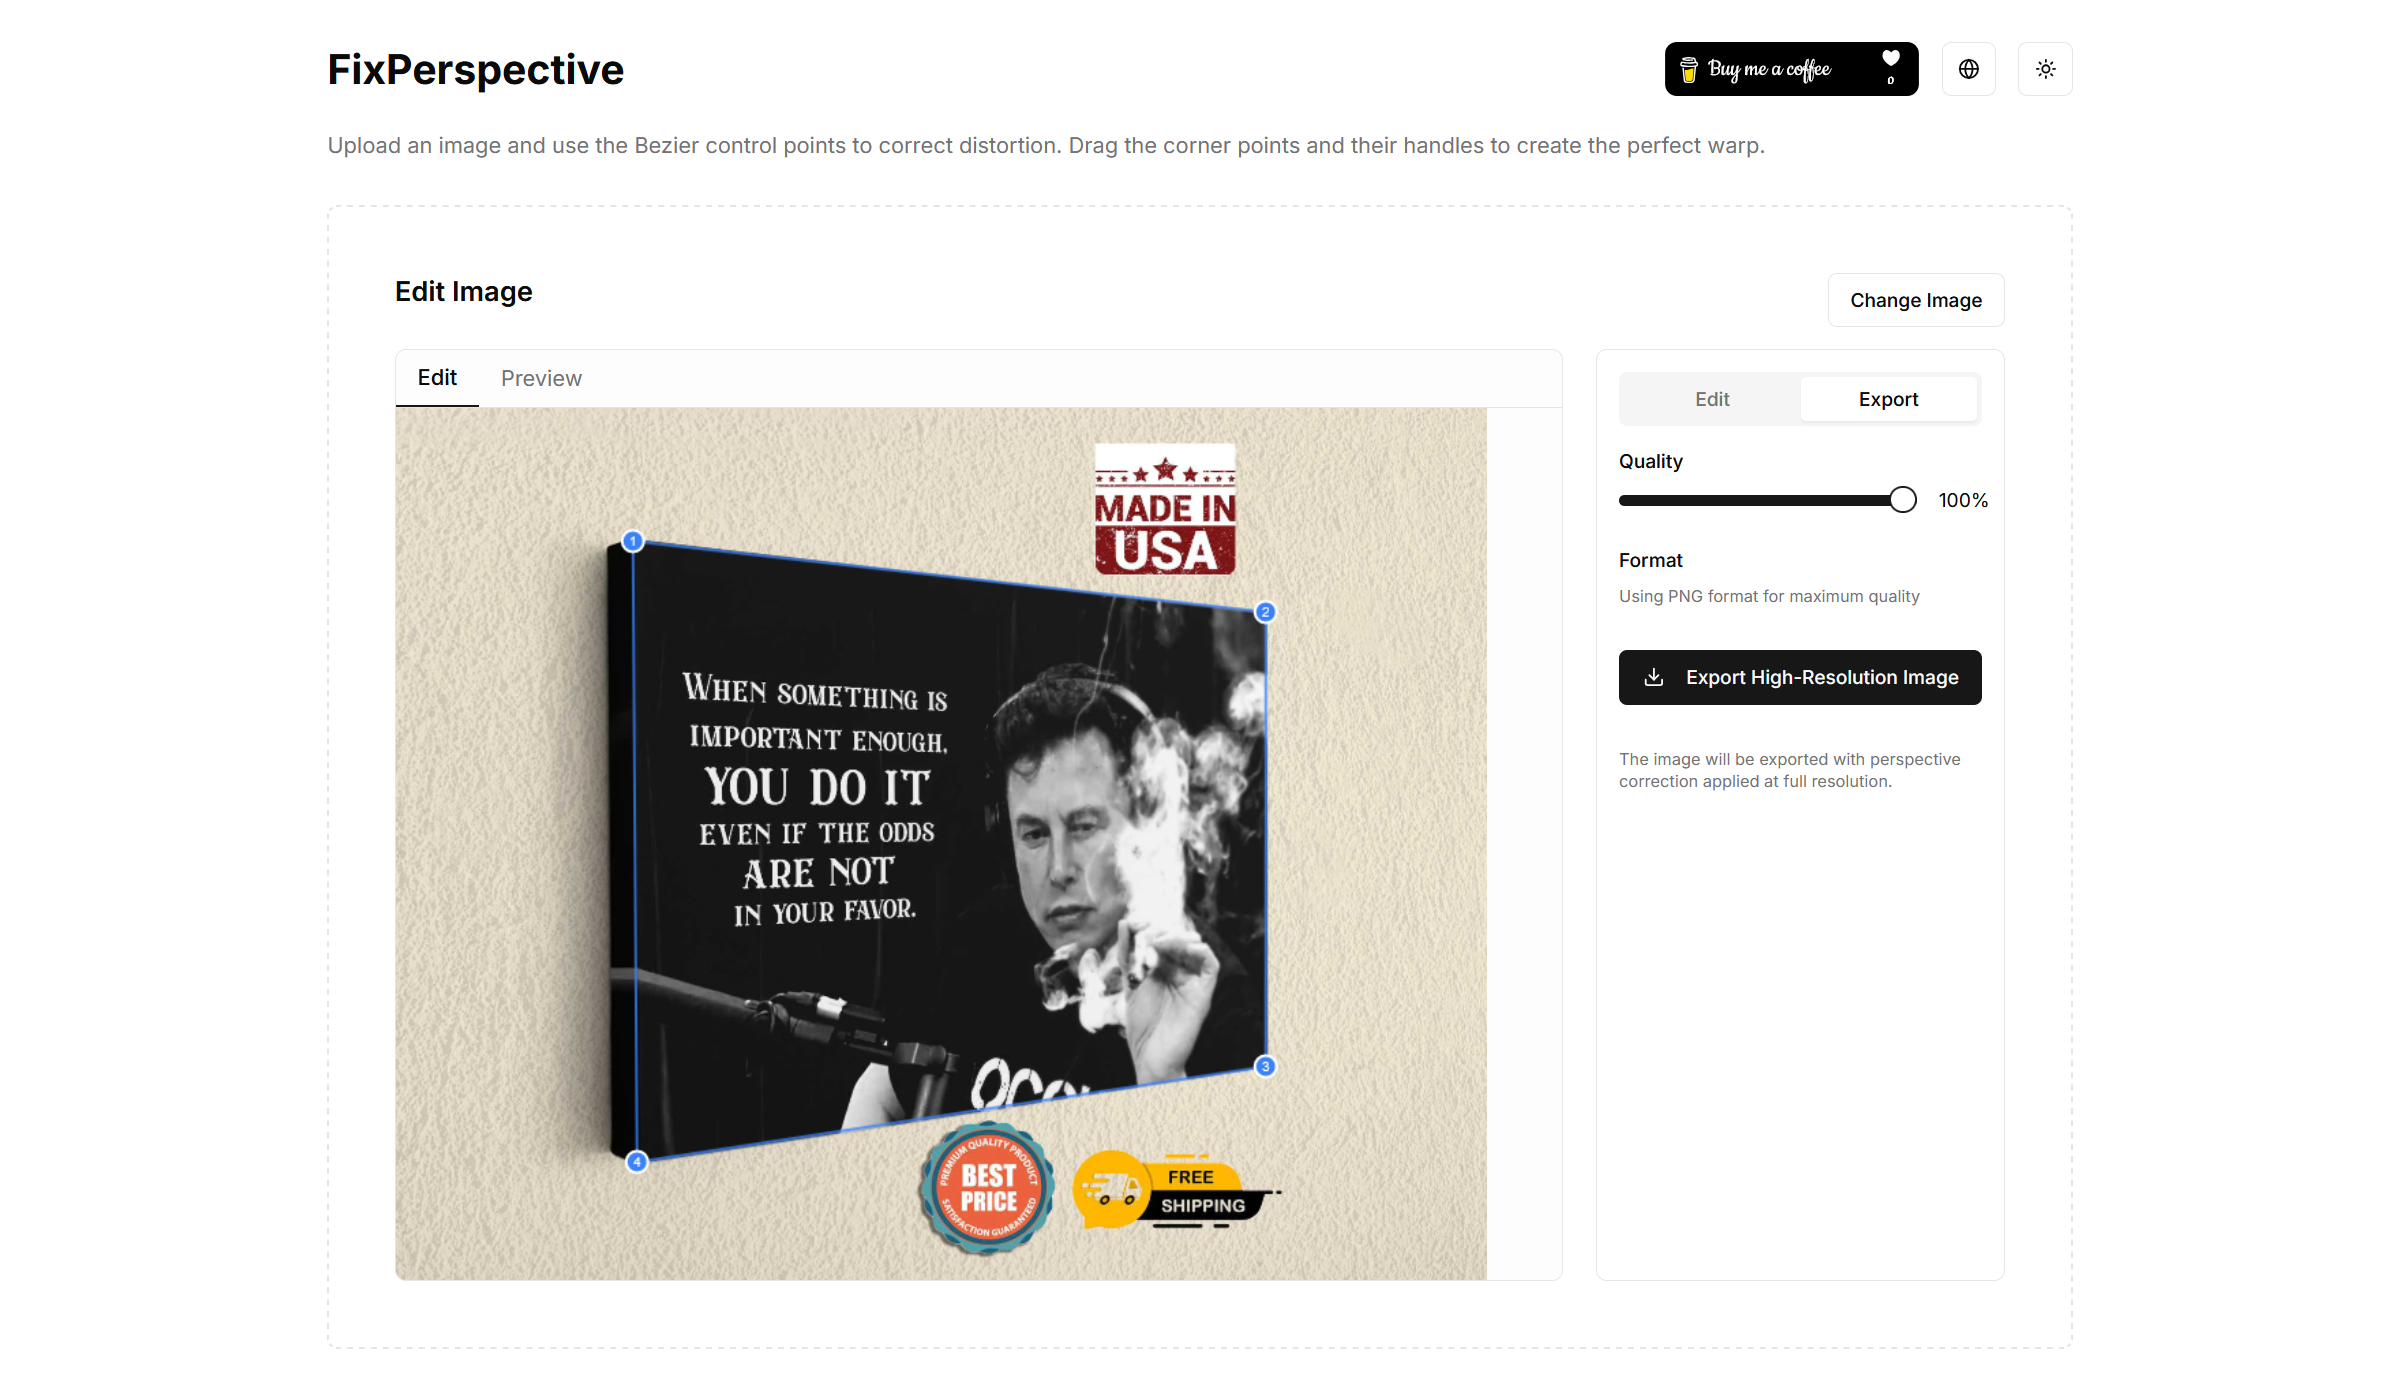 FixPerspective
Buy me a coffee
0
Upload an image and use the Bezier control points to correct distortion. Drag the corner points and their handles to create the perfect warp.
Edit Image
Change Image
Edit Preview
MADE IN
USA
1
2
WHEN SOMETHING IS
IMPORTANT ENOUGH,
YOU DO IT
EVEN IF THE ODDS
ARE NOT
IN YOUR FAVOR.
3
4
PREMIUM QUALITY PRODUCT
BEST
PRICE
SATISFACTION GUARANTEED
FREE
SHIPPING
Edit Export
Quality
100%
Format
Using PNG format for maximum quality
Export High-Resolution Image
The image will be exported with perspective
correction applied at full resolution.